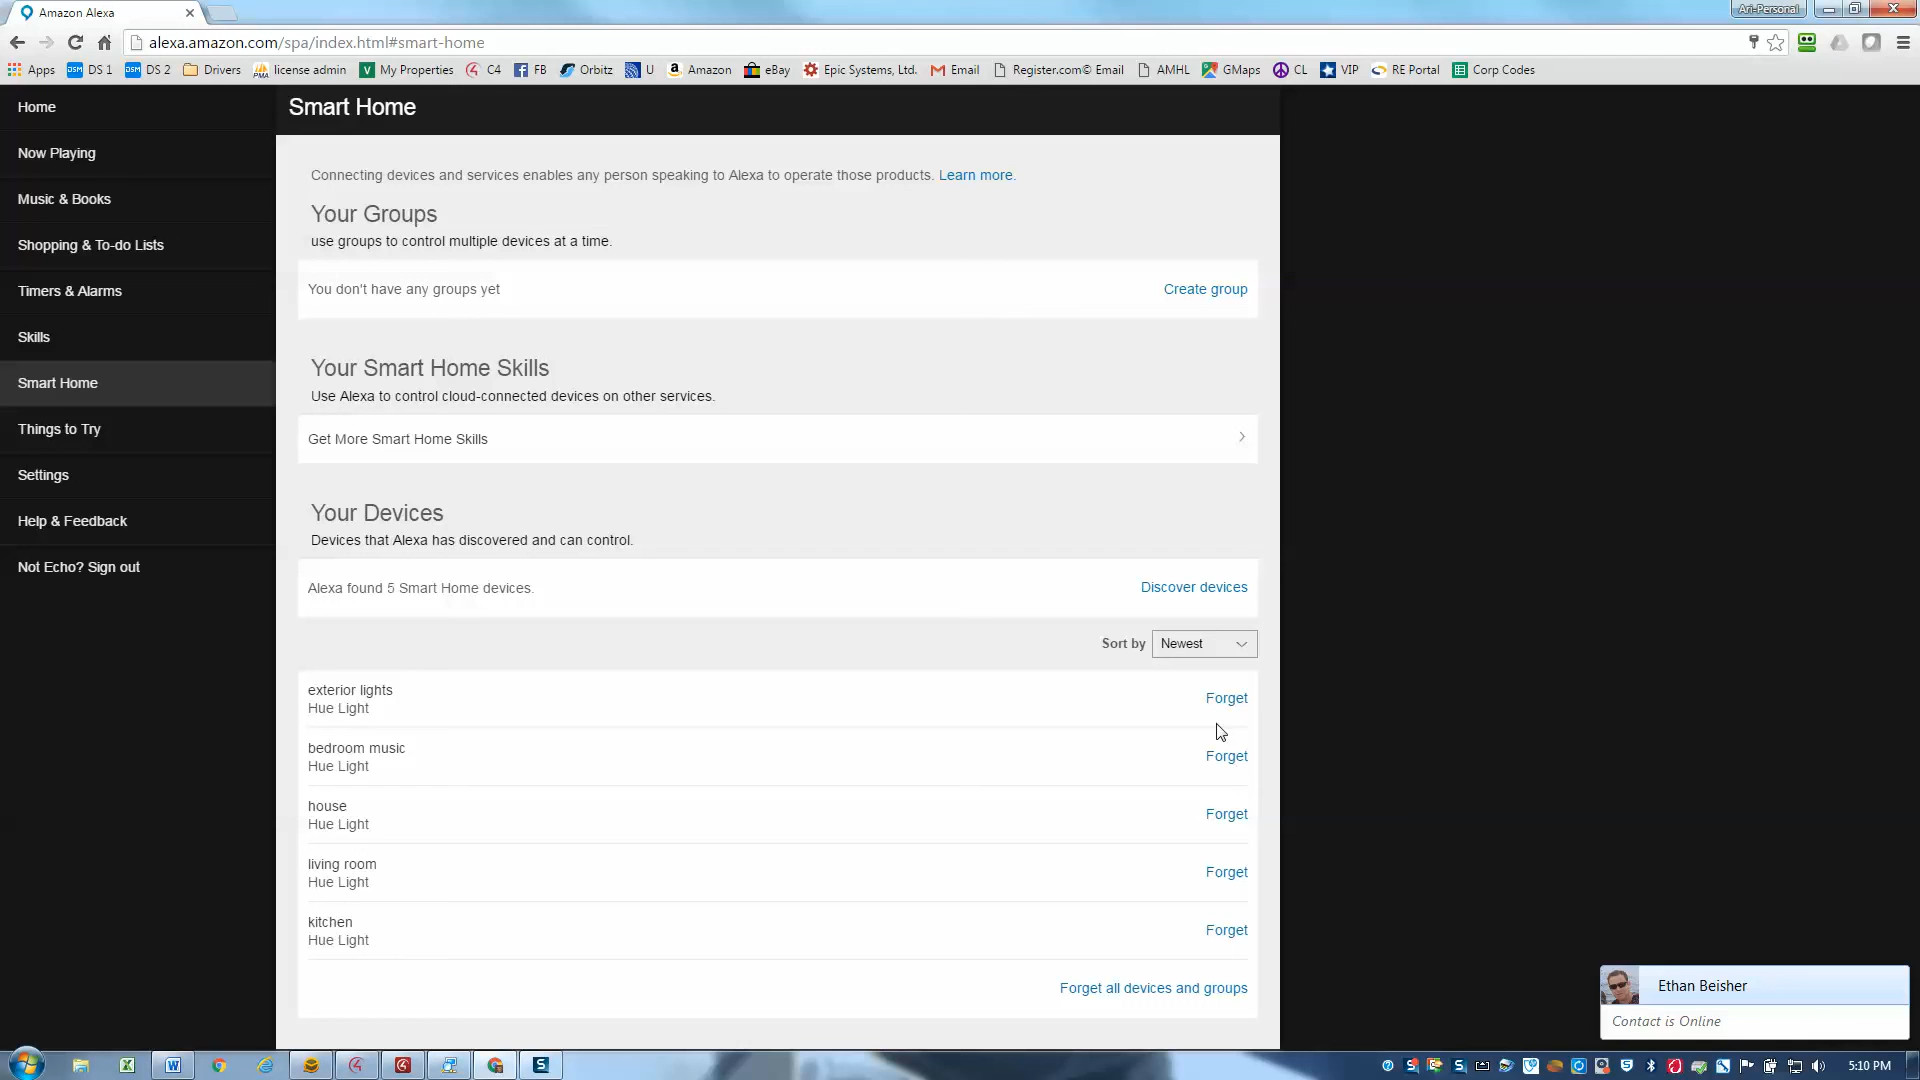 Amazon Alexa
Ari-Personal
alexa.amazon.com/spa/index.html#smart-home
Apps DS 1 DS 2 Drivers license admin My Properties C4 FB Orbitz U Amazon eBay Epic Systems, Ltd. Email Register.com© Email AMHL GMaps CL VIP RE Portal Corp Codes
Home
Now Playing
Music & Books
Shopping & To-do Lists
Timers & Alarms
Skills
Smart Home
Things to Try
Settings
Help & Feedback
Not Echo? Sign out
Smart Home
Connecting devices and services enables any person speaking to Alexa to operate those products. Learn more.
Your Groups
use groups to control multiple devices at a time.
You don't have any groups yet Create group
Your Smart Home Skills
Use Alexa to control cloud-connected devices on other services.
Get More Smart Home Skills
Your Devices
Devices that Alexa has discovered and can control.
Alexa found 5 Smart Home devices. Discover devices
Sort by Newest
exterior lights
Hue Light
Forget
bedroom music
Hue Light
Forget
house
Hue Light
Forget
living room
Hue Light
Forget
kitchen
Hue Light
Forget
Forget all devices and groups
Ethan Beisher
Contact is Online
5:10 PM